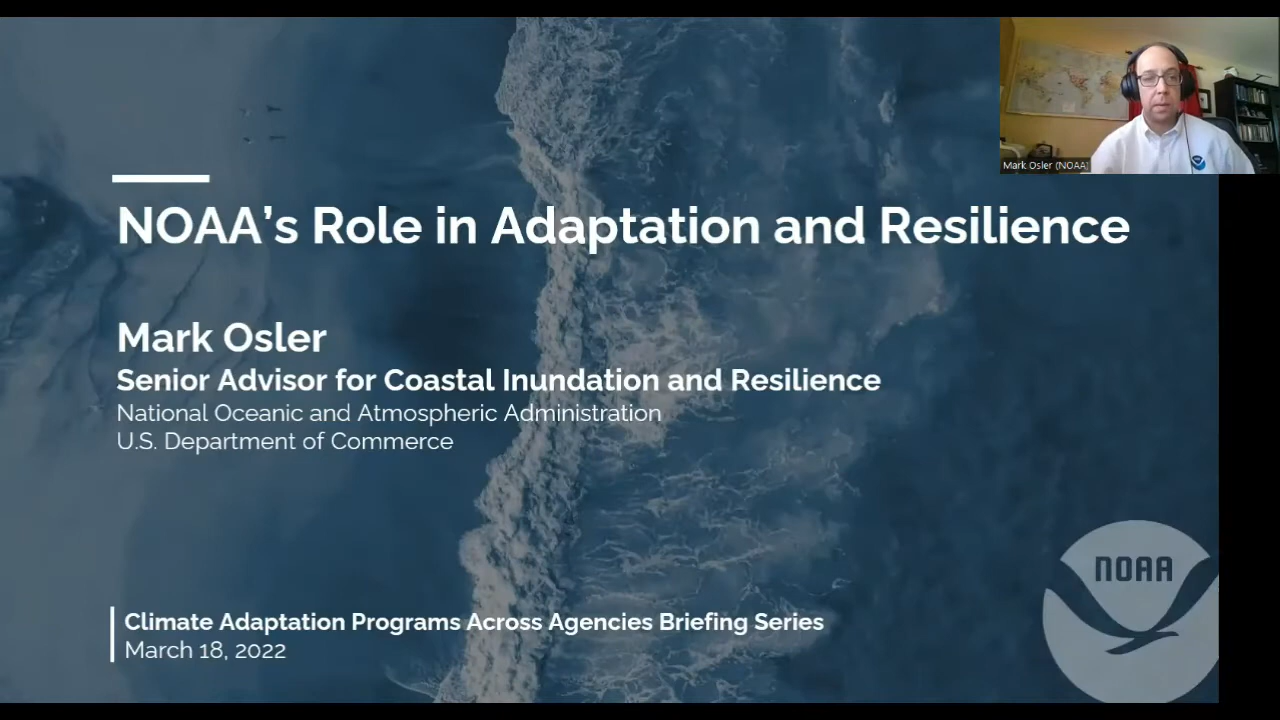 Mark Osler (NOAA)
NOAA's Role in Adaptation and Resilience
Mark Osler
Senior Advisor for Coastal Inundation and Resilience
National Oceanic and Atmospheric Administration
U.S. Department of Commerce
NOAA
Climate Adaptation Programs Across Agencies Briefing Series
March 18, 2022